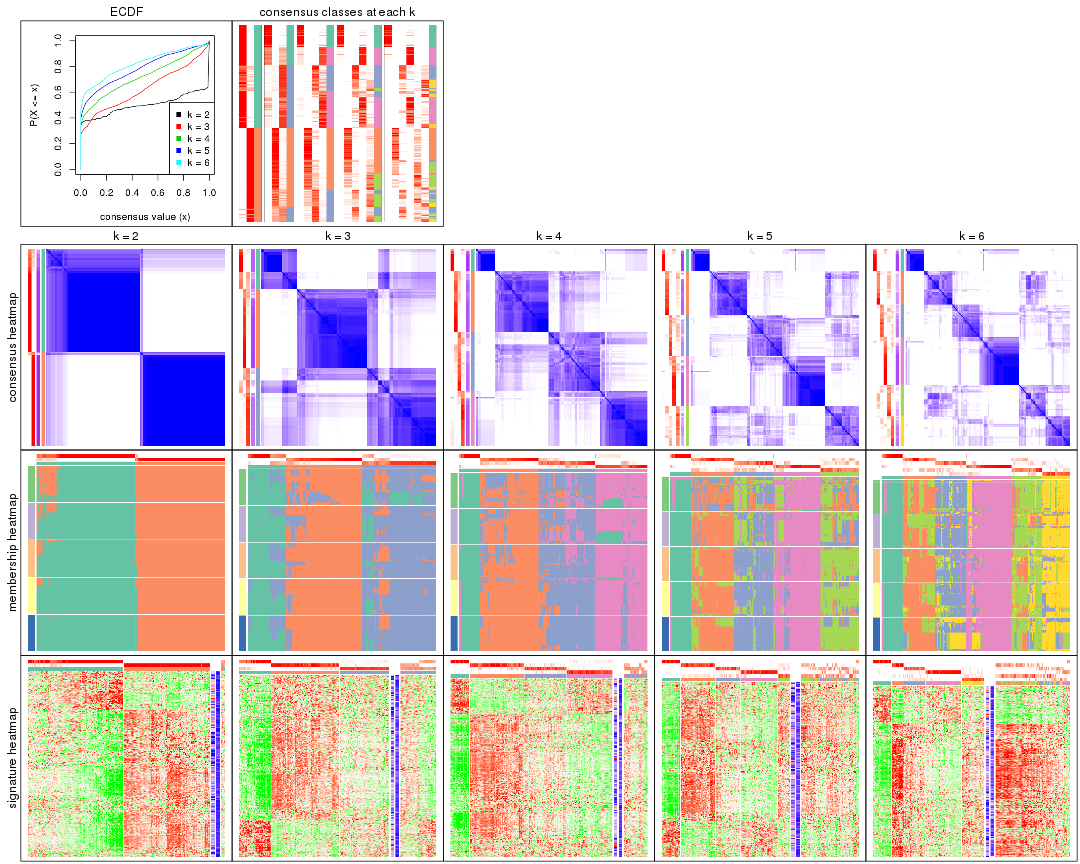 ECDF
consensus classes at each k
P(X <= x)
0.0 0.2 0.4 0.6 0.8 1.0
k = 2
k = 3
k = 4
k = 5
k = 6
0.0 0.2 0.4 0.6 0.8 1.0
consensus value (x)
k = 2 k = 3 k = 4 k = 5 k = 6
consensus heatmap
membership heatmap
signature heatmap